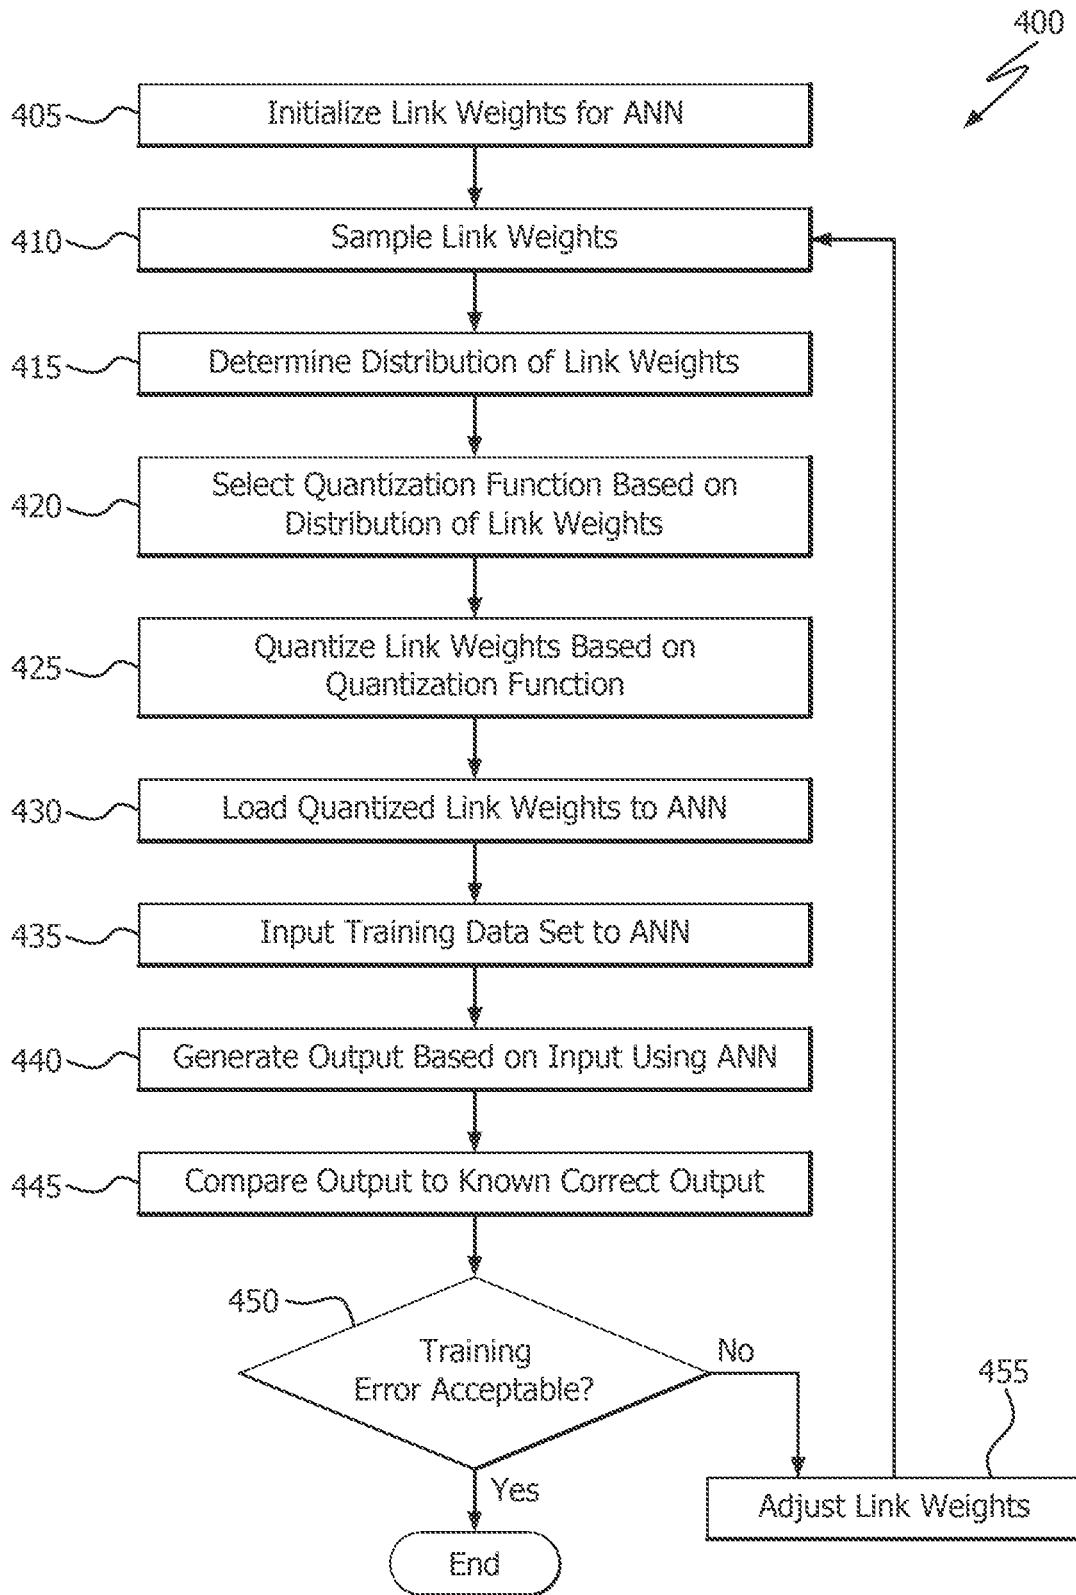 400
405
Initialize Link Weights for ANN
410
Sample Link Weights
415
Determine Distribution of Link Weights
420
Select Quantization Function Based on
Distribution of Link Weights
425
Quantize Link Weights Based on
Quantization Function
430
Load Quantized Link Weights to ANN
435
Input Training Data Set to ANN
440
Generate Output Based on Input Using ANN
445
Compare Output to Known Correct Output
450
Training
Error Acceptable?
No
455
Yes
Adjust Link Weights
End